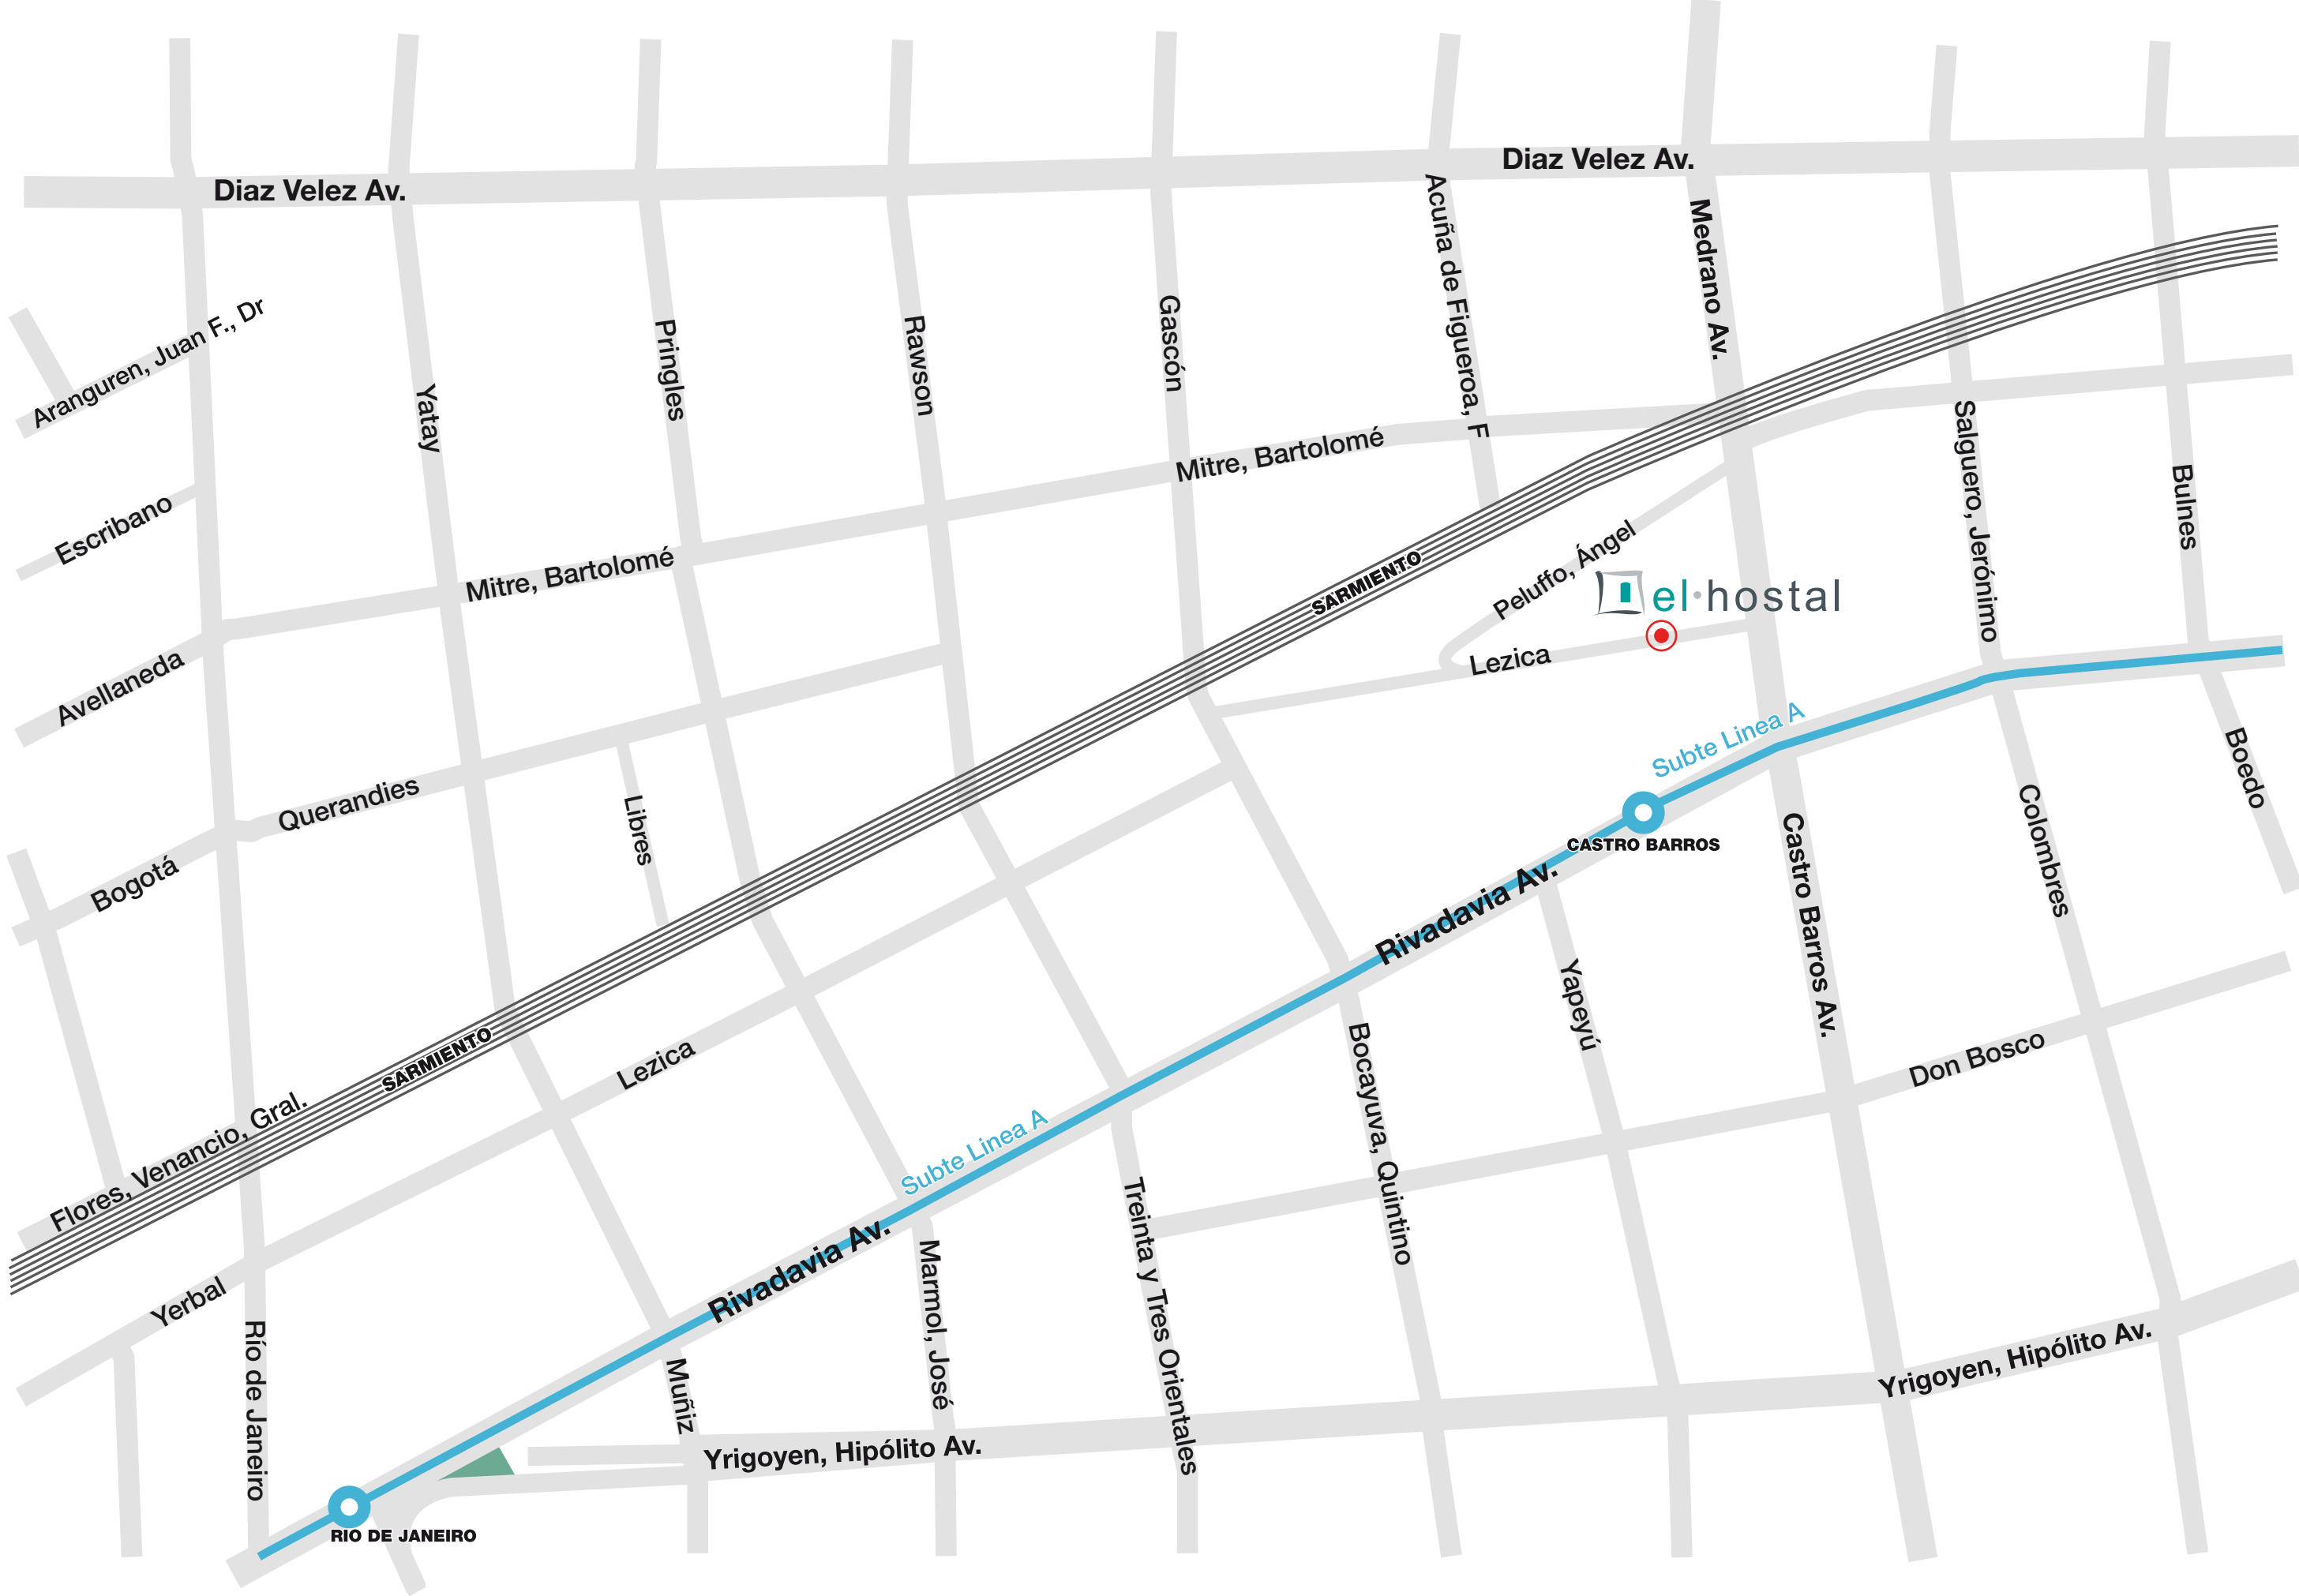 Diaz Velez Av.
Diaz Velez Av.
Acuña de Figueroa, F
Medrano Av.
Aranguren, Juan F., Dr
Yatay
Pringles
Rawson
Gascón
Mitre, Bartolomé
Salguero, Jerónimo
Bulnes
Escribano
Mitre, Bartolomé
SARMIENTO
Peluffo, Ángel
el·hostal
Lezica
Avellaneda
Querandies
Libres
Bogotá
Subte Linea A
CASTRO BARROS
Boedo
Colombres
Castro Barros Av.
Rivadavia Av.
Yapeyú
SARMIENTO
Lezica
Bocayuva, Quintino
Don Bosco
Flores, Venancio, Gral.
Subte Linea A
Treinta y Tres Orientales
Rivadavia Av.
Marmol, José
Yerbal
Río de Janeiro
Muñiz
Yrigoyen, Hipólito Av.
Yrigoyen, Hipólito Av.
RIO DE JANEIRO